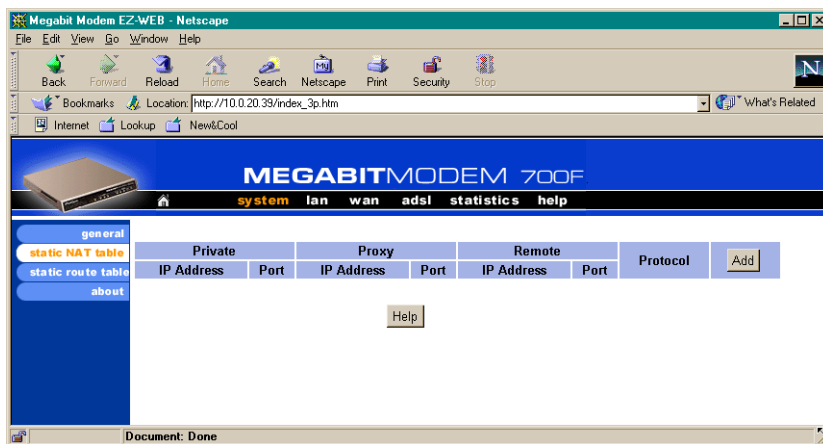 Megabit Modem EZ-WEB - Netscape
File Edit View Go Window Help
Back Forward Reload Home Search Netscape Print Security Stop
My
N
Bookmarks Location: http://10.0.20.39/index_3p.htm What's Related
Internet Lookup New&Cool
MEGABITMODEM 700F
system lan wan adsl statistics help
general
static NAT table
static route table
about
Private Proxy Remote Protocol Add
IP Address Port IP Address Port IP Address Port
Help
Document: Done